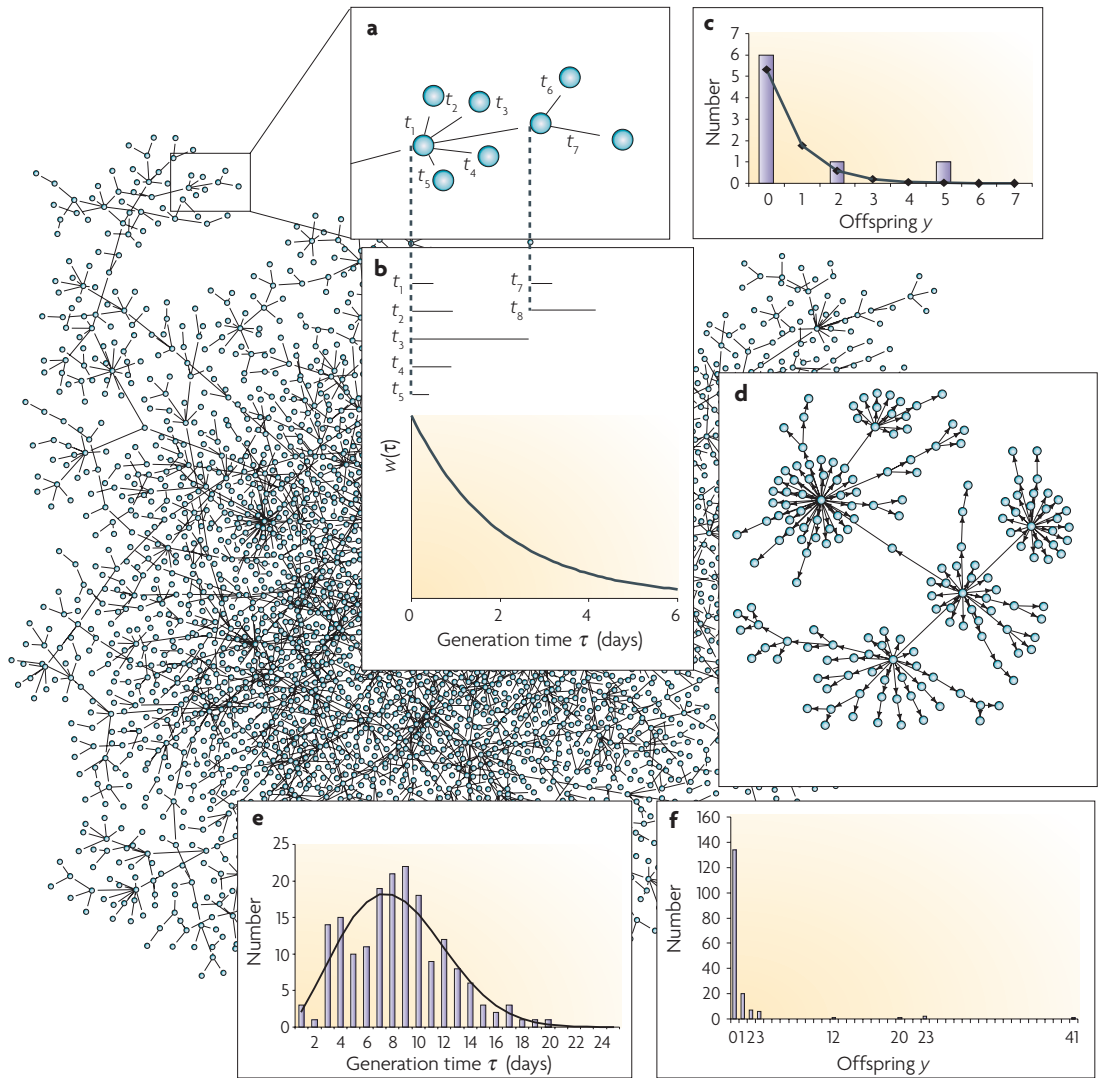 a
t2
t3
t1
t4
t5
t6
t7
b
t1
t2
t3
t4
t5
t7
t8
w(τ)
0 2 4 6
Generation time τ (days)
c
Number
7
6
5
4
3
2
1
0
0 1 2 3 4 5 6 7
Offspring y
d
e
Number
25
20
15
10
5
0
2 4 6 8 10 12 14 16 18 20 22 24
Generation time τ (days)
f
Number
160
140
120
100
80
60
40
20
0
0123 12 20 23 41
Offspring y